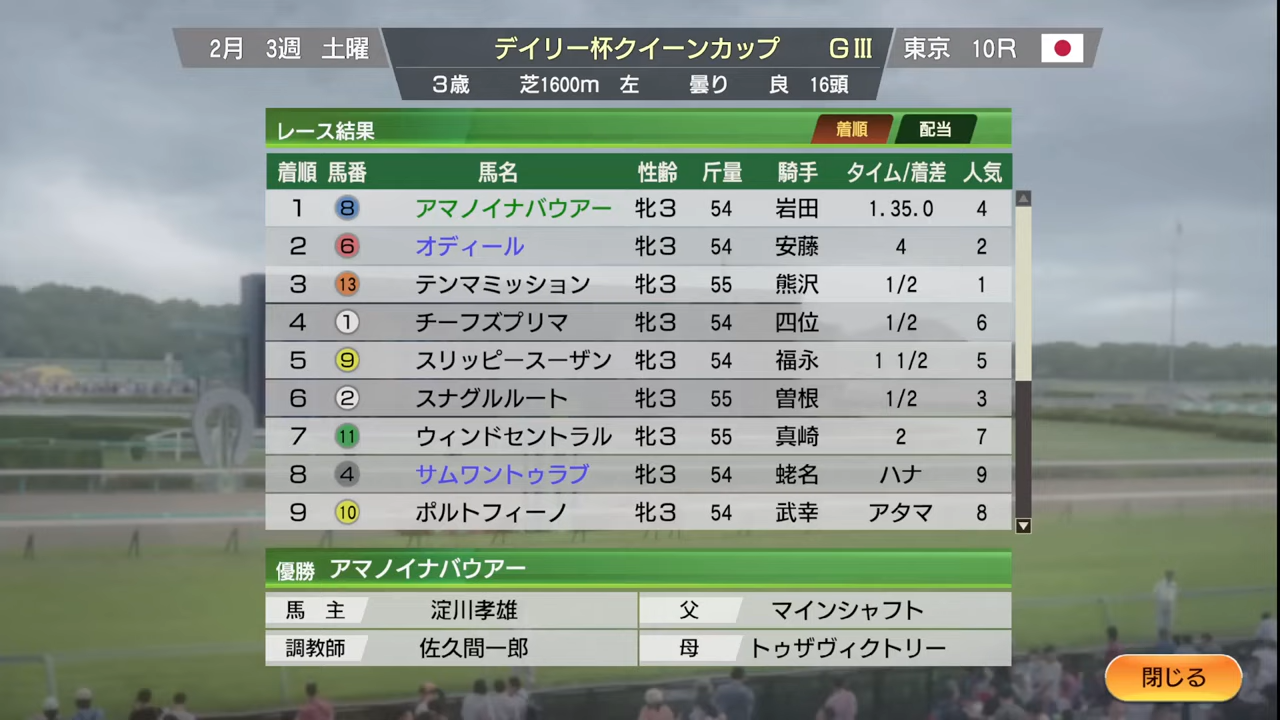 2月 3週 土曜 デイリー杯クイーンカップ GⅢ 東京 10R
3歳 芝1600m 左 曇り 良 16頭
レース結果 着順 配当
着順 馬番 馬名 性齢 斤量 騎手 タイム/着差 人気
1 8 アマノイナバウアー 牝3 54 岩田 1.35.0 4
2 6 オディール 牝3 54 安藤 4 2
3 13 テンマミッション 牝3 55 熊沢 1/2 1
4 1 チーフズプリマ 牝3 54 四位 1/2 6
5 9 スリッピースーザン 牝3 54 福永 1 1/2 5
6 2 スナグルルート 牝3 55 曽根 1/2 3
7 11 ウィンドセントラル 牝3 55 真崎 2 7
8 4 サムワントゥラブ 牝3 54 蛯名 ハナ 9
9 10 ポルトフィーノ 牝3 54 武幸 アタマ 8
優勝 アマノイナバウアー
馬主 淀川孝雄 父 マインシャフト
調教師 佐久間一郎 母 トゥザヴィクトリー
閉じる